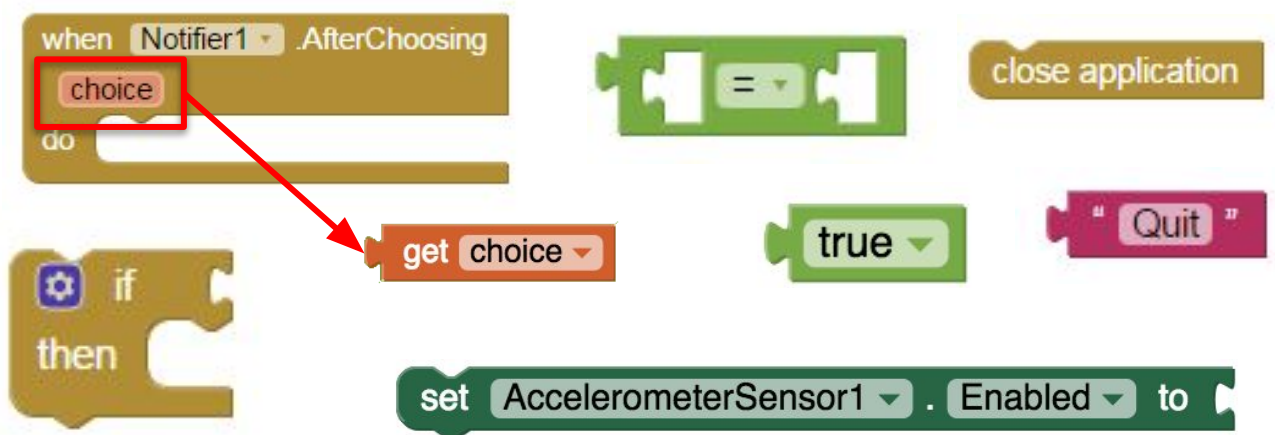 when Notifier1 .AfterChoosing
choice
do
=
close application
get choice
true
" Quit "
if
then
set AccelerometerSensor1 . Enabled to